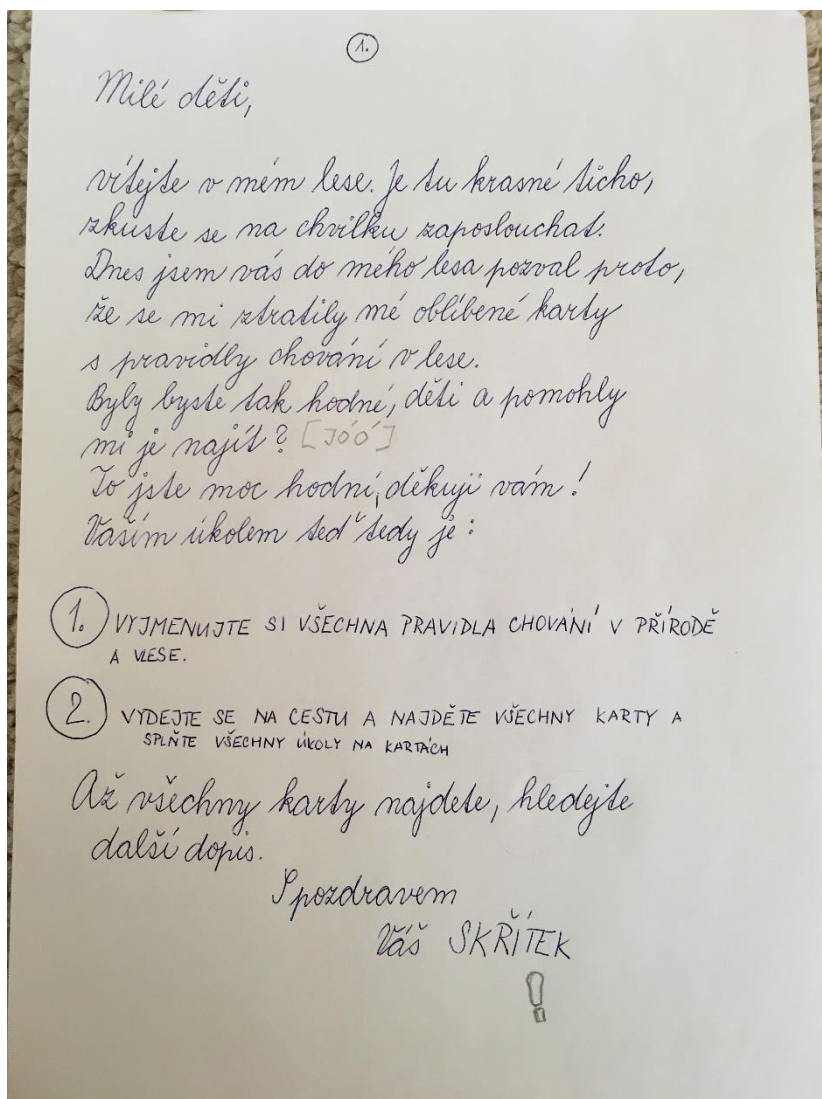 1.
Milé děti,
vítejte v mém lese. Je tu krasné ticho,
zkuste se na chvilku zaposlouchat.
Dnes jsem vás do mého lesa pozval proto,
že se mi ztratily mé oblíbené karty
s pravidly chování v lese.
Byly byste tak hodné, děti a pomohly
mi je najít? [JÓÓ]
To jste moc hodní, děkuji vám!
Vaším úkolem teď tedy je:
1. VYJMENUJTE SI VŠECHNA PRAVIDLA CHOVÁNÍ V PŘÍRODĚ
A VLESE.
2. VYDEJTE SE NA CESTU A NAJDĚTE VŠECHNY KARTY A
SPLŇTE VŠECHNY ÚKOLY NA KARTÁCH
Až všechny karty najdete, hledejte
další dopis.
S pozdravem
Váš SKŘÍTEK
!